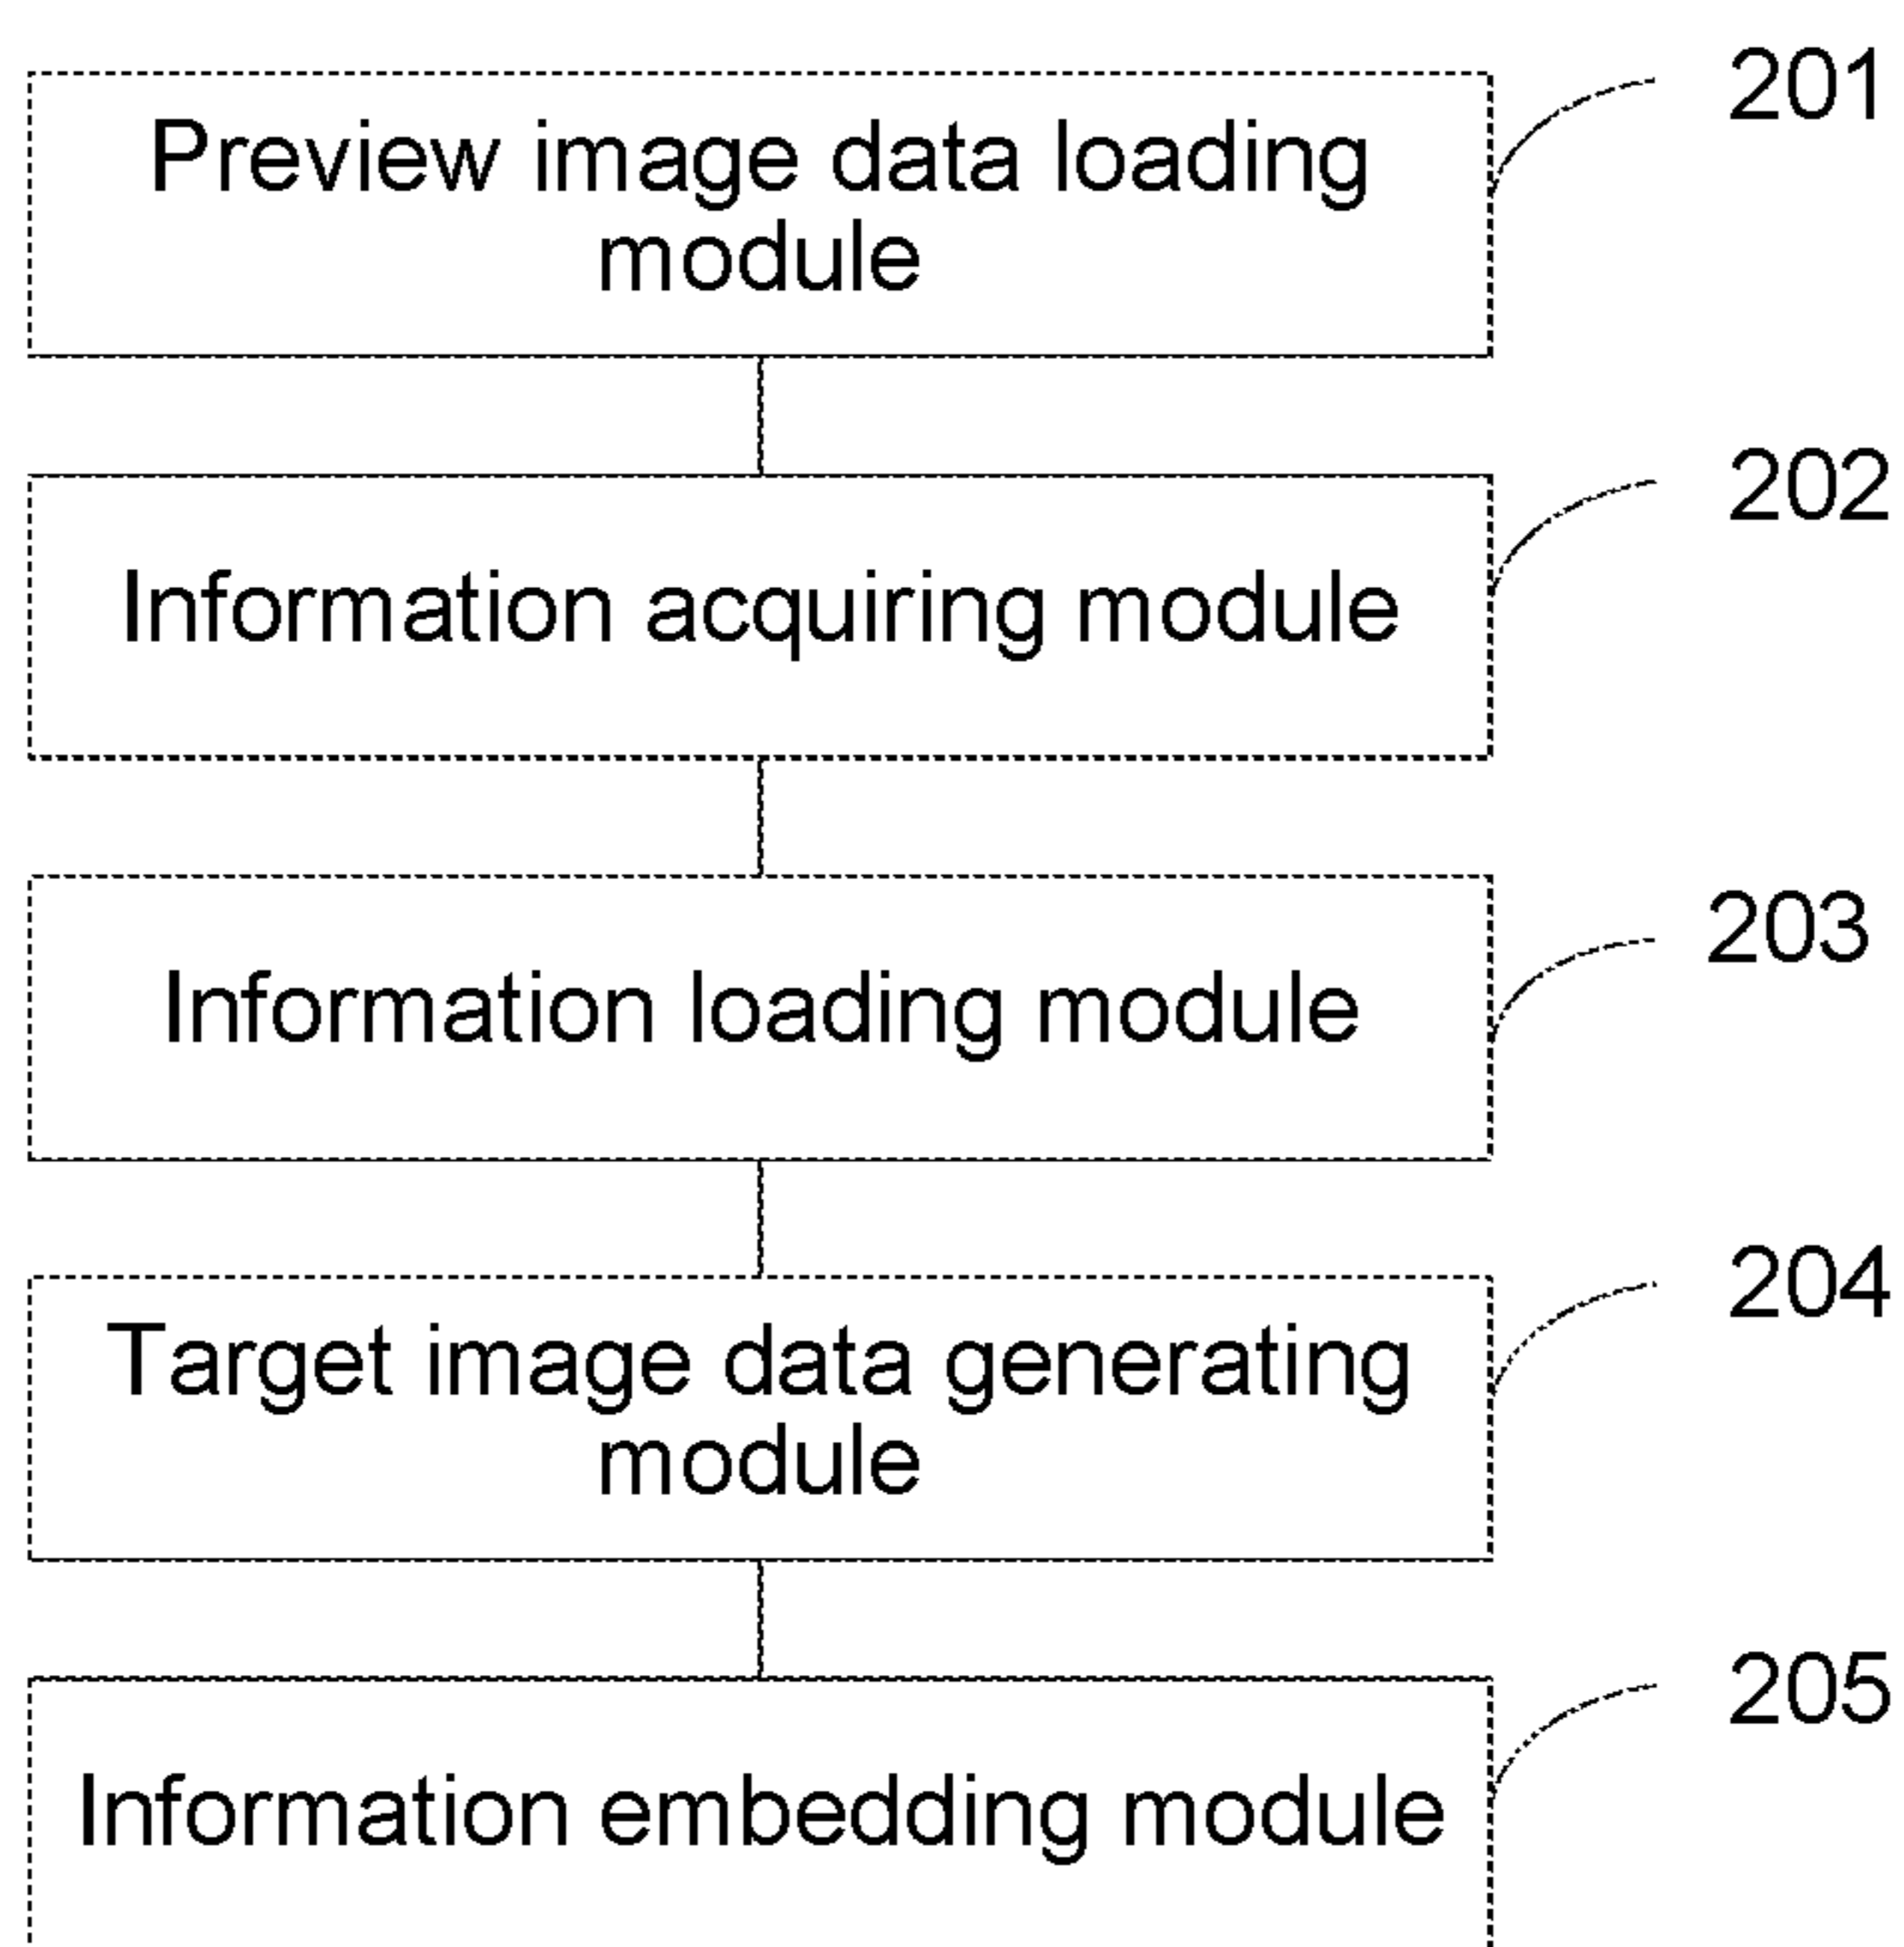 201
Preview image data loading
module
202
Information acquiring module
203
Information loading module
204
Target image data generating
module
205
Information embedding module